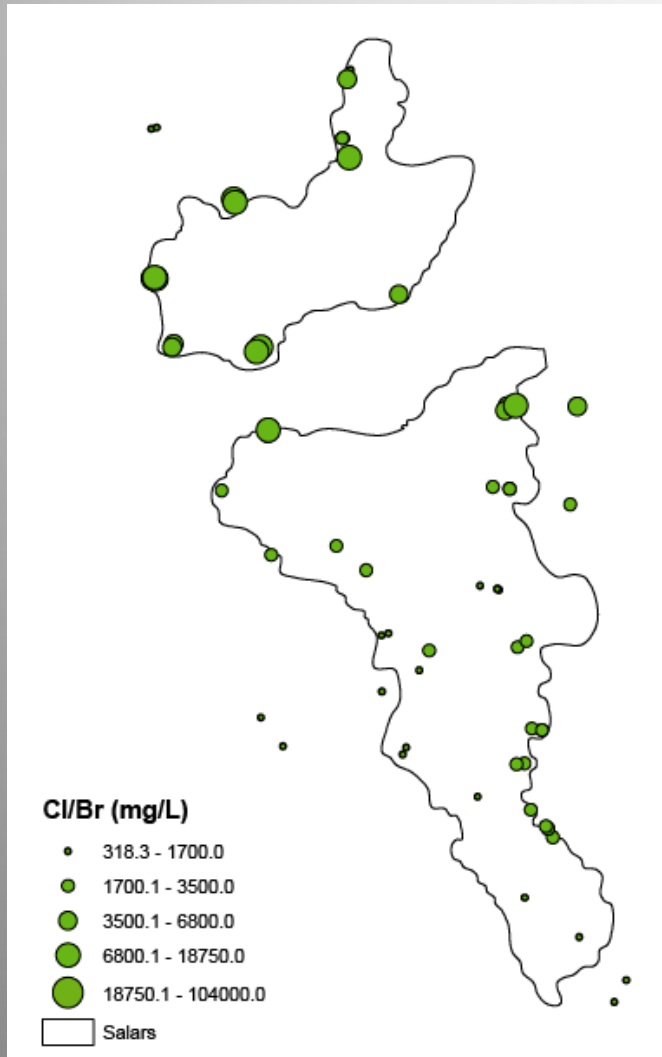 Cl/Br (mg/L)
318.3 - 1700.0
1700.1 - 3500.0
3500.1 - 6800.0
6800.1 - 18750.0
18750.1 - 104000.0
Salars